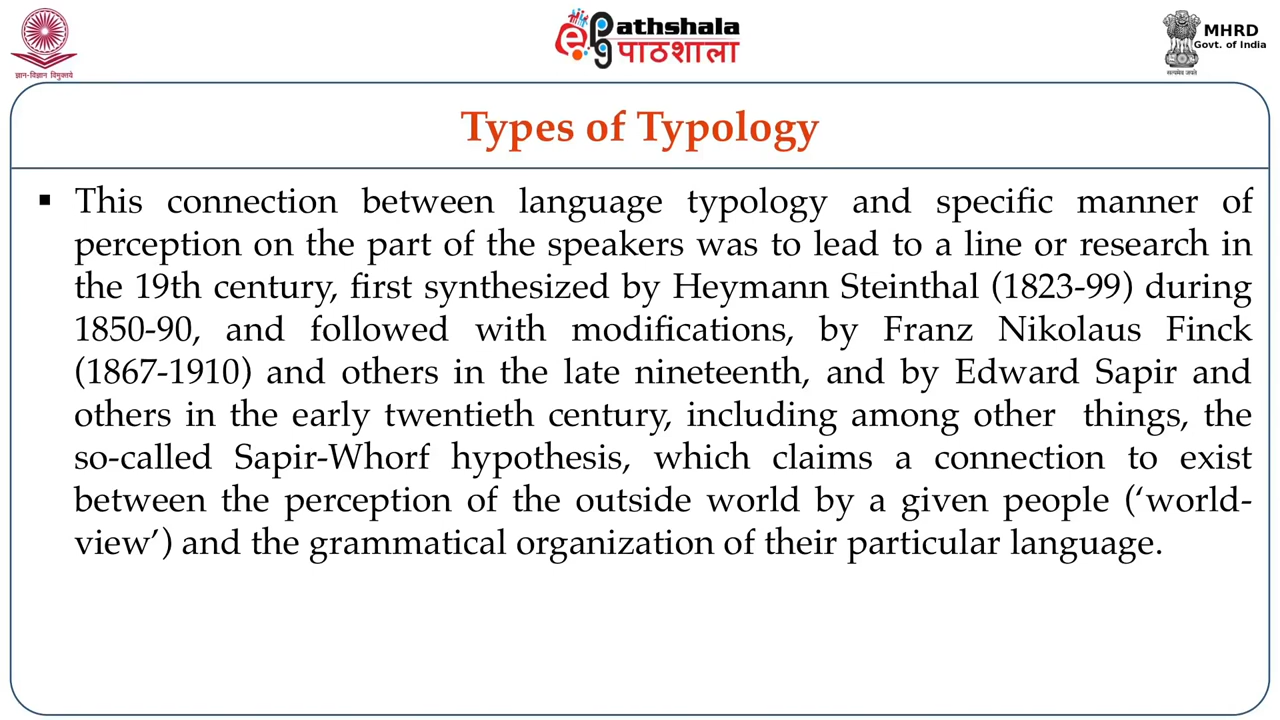 ज्ञान-विज्ञान विमुक्तये
ePG Pathshala
पाठशाला
MHRD
Govt. of India
सत्यमेव जयते
Types of Typology
▪ This connection between language typology and specific manner of
perception on the part of the speakers was to lead to a line or research in
the 19th century, first synthesized by Heymann Steinthal (1823-99) during
1850-90, and followed with modifications, by Franz Nikolaus Finck
(1867-1910) and others in the late nineteenth, and by Edward Sapir and
others in the early twentieth century, including among other things, the
so-called Sapir-Whorf hypothesis, which claims a connection to exist
between the perception of the outside world by a given people (‘world-
view’) and the grammatical organization of their particular language.